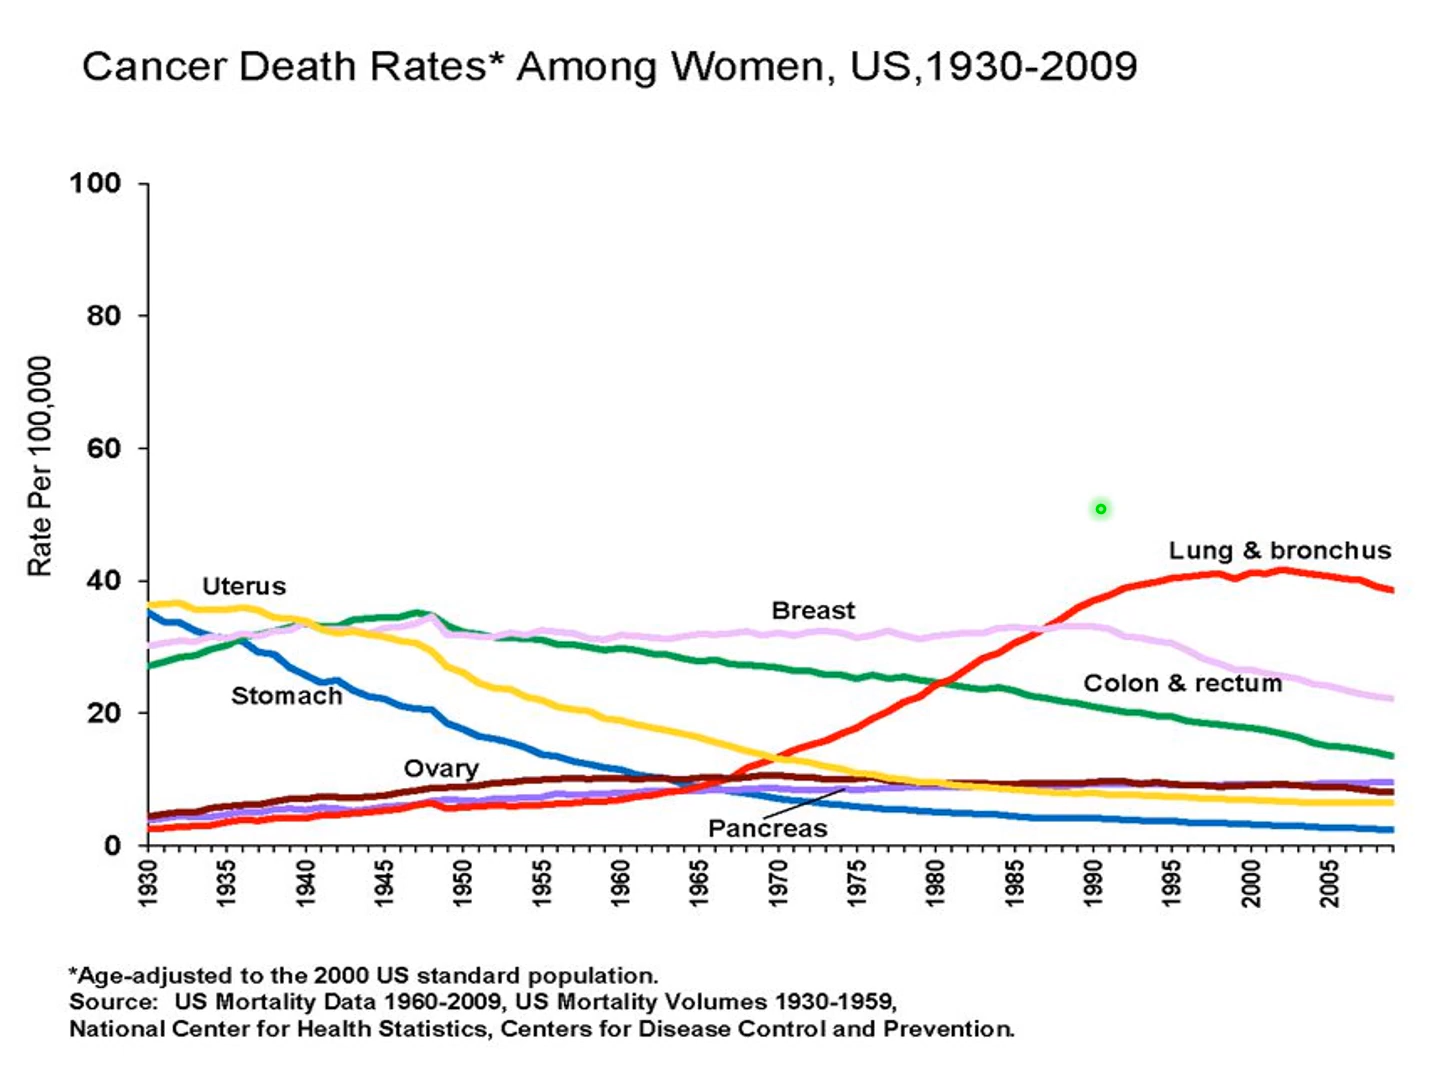 Cancer Death Rates* Among Women, US,1930-2009
100
80
60
40
20
0
Rate Per 100,000
Uterus
Stomach
Ovary
Breast
Pancreas
Lung & bronchus
Colon & rectum
1930
1935
1940
1945
1950
1955
1960
1965
1970
1975
1980
1985
1990
1995
2000
2005
*Age-adjusted to the 2000 US standard population.
Source: US Mortality Data 1960-2009, US Mortality Volumes 1930-1959,
National Center for Health Statistics, Centers for Disease Control and Prevention.